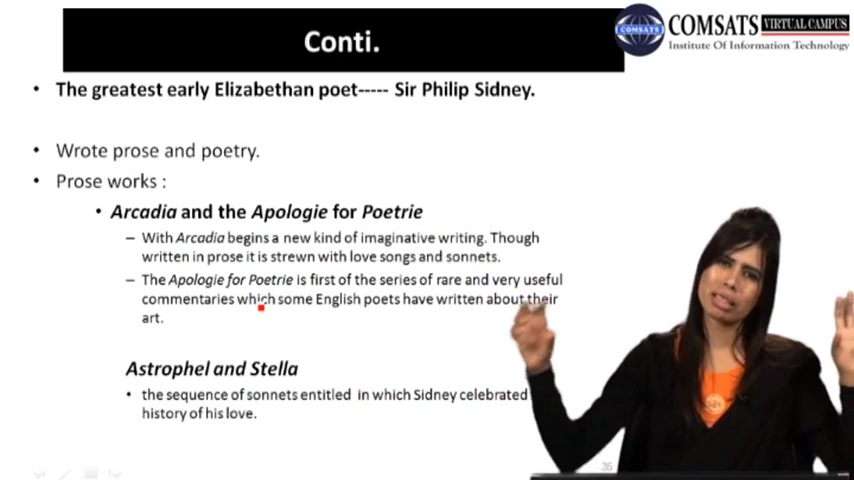 Conti.
COMSATS
COMSATS VIRTUAL CAMPUS
Institute Of Information Technology
• The greatest early Elizabethan poet----- Sir Philip Sidney.
• Wrote prose and poetry.
• Prose works :
• Arcadia and the Apologie for Poetrie
– With Arcadia begins a new kind of imaginative writing. Though
written in prose it is strewn with love songs and sonnets.
– The Apologie for Poetrie is first of the series of rare and very useful
commentaries which some English poets have written about their
art.
Astrophel and Stella
• the sequence of sonnets entitled in which Sidney celebrated
history of his love.
35